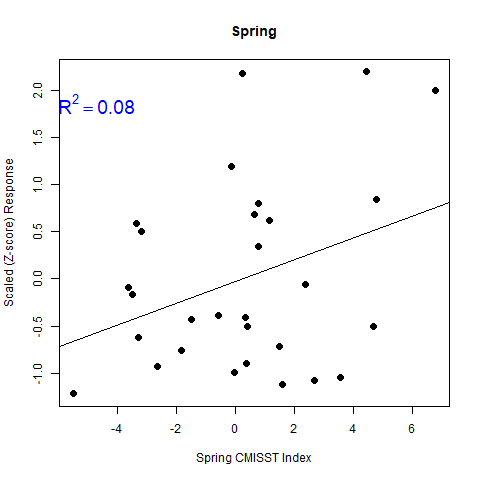 Spring
R² = 0.08
Scaled (Z-score) Response
2.0
1.5
1.0
0.5
0.0
-0.5
-1.0
-4 -2 0 2 4 6
Spring CMISST Index